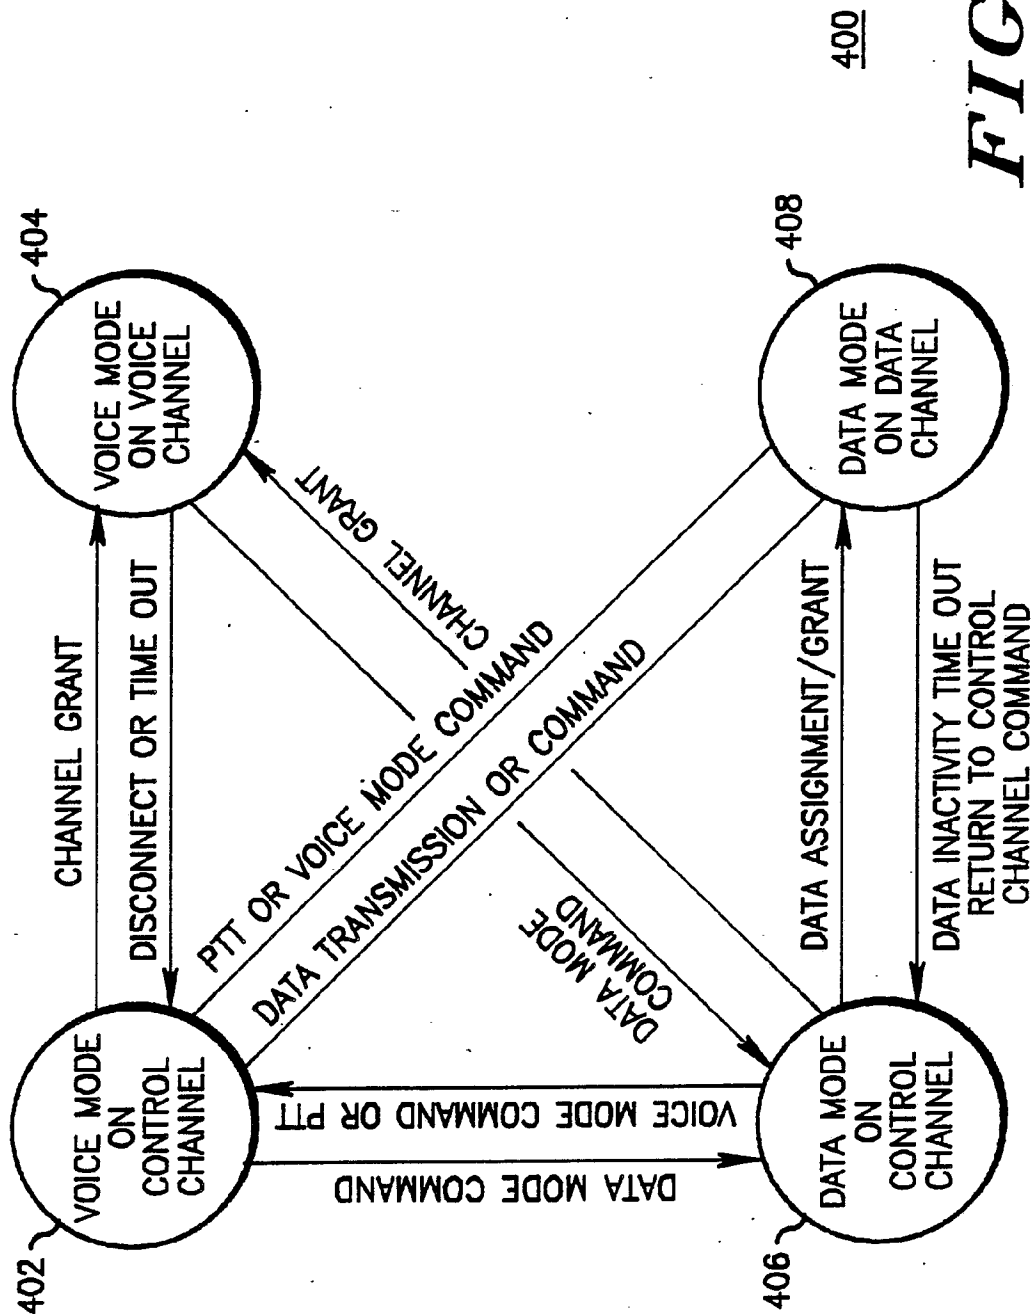 402
VOICE MODE
ON
CONTROL
CHANNEL
CHANNEL GRANT
DISCONNECT OR TIME OUT
404
VOICE MODE
ON VOICE
CHANNEL
PTT OR VOICE MODE COMMAND
DATA TRANSMISSION OR COMMAND
CHANNEL GRANT
DATA MODE
COMMAND
DATA MODE COMMAND
VOICE MODE COMMAND OR PTT
406
DATA MODE
ON
CONTROL
CHANNEL
DATA ASSIGNMENT/GRANT
DATA INACTIVITY TIME OUT
RETURN TO CONTROL
CHANNEL COMMAND
408
DATA MODE
ON DATA
CHANNEL
400
FIG